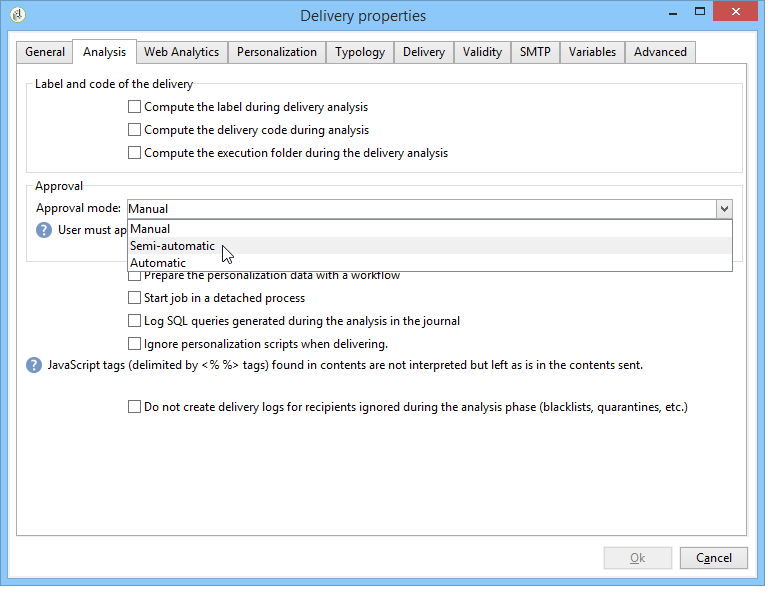 Delivery properties
General Analysis Web Analytics Personalization Typology Delivery Validity SMTP Variables Advanced
Label and code of the delivery
Compute the label during delivery analysis
Compute the delivery code during analysis
Compute the execution folder during the delivery analysis
Approval
Approval mode: Manual
? User must ap
Manual
Semi-automatic
Automatic
Prepare the personalization data with a workflow
Start job in a detached process
Log SQL queries generated during the analysis in the journal
Ignore personalization scripts when delivering.
? JavaScript tags (delimited by <% %> tags) found in contents are not interpreted but left as is in the contents sent.
Do not create delivery logs for recipients ignored during the analysis phase (blacklists, quarantines, etc.)
Ok Cancel